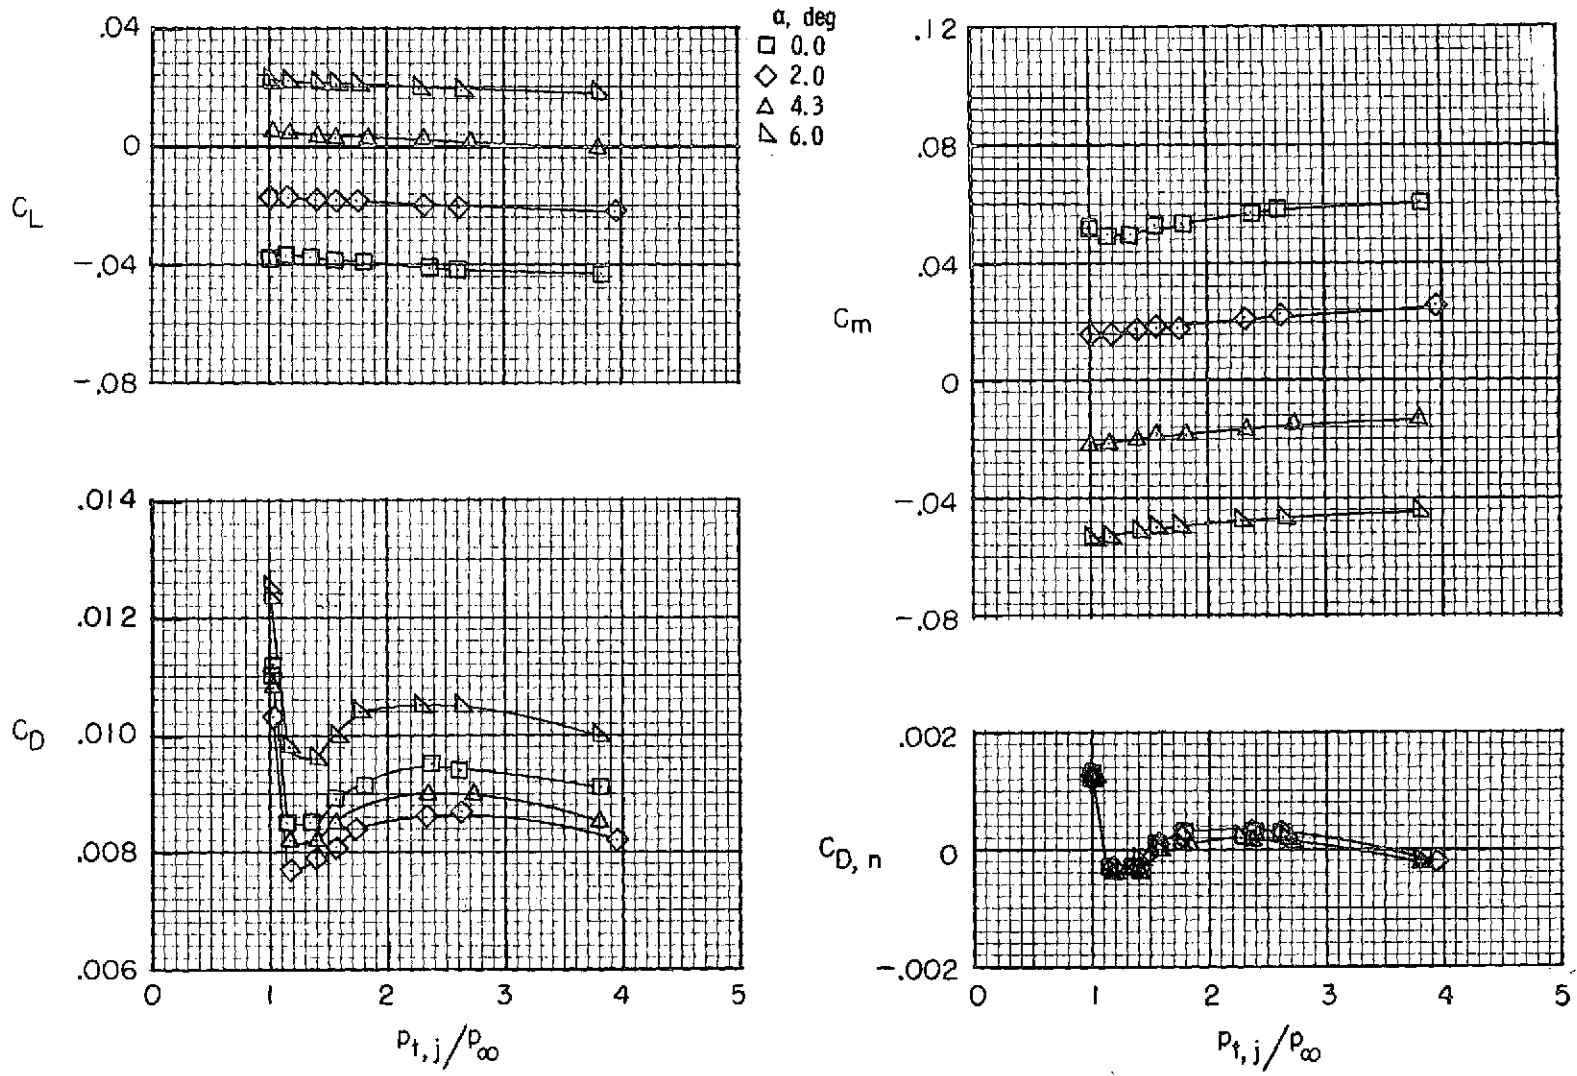 α, deg
0.0
2.0
4.3
6.0
.04
0
-.04
-.08
C_L
.014
.012
.010
.008
.006
C_D
0 1 2 3 4 5
p_t,j/p_∞
.12
.08
.04
0
-.04
-.08
C_m
.002
0
-.002
C_D,n
0 1 2 3 4 5
p_t,j/p_∞